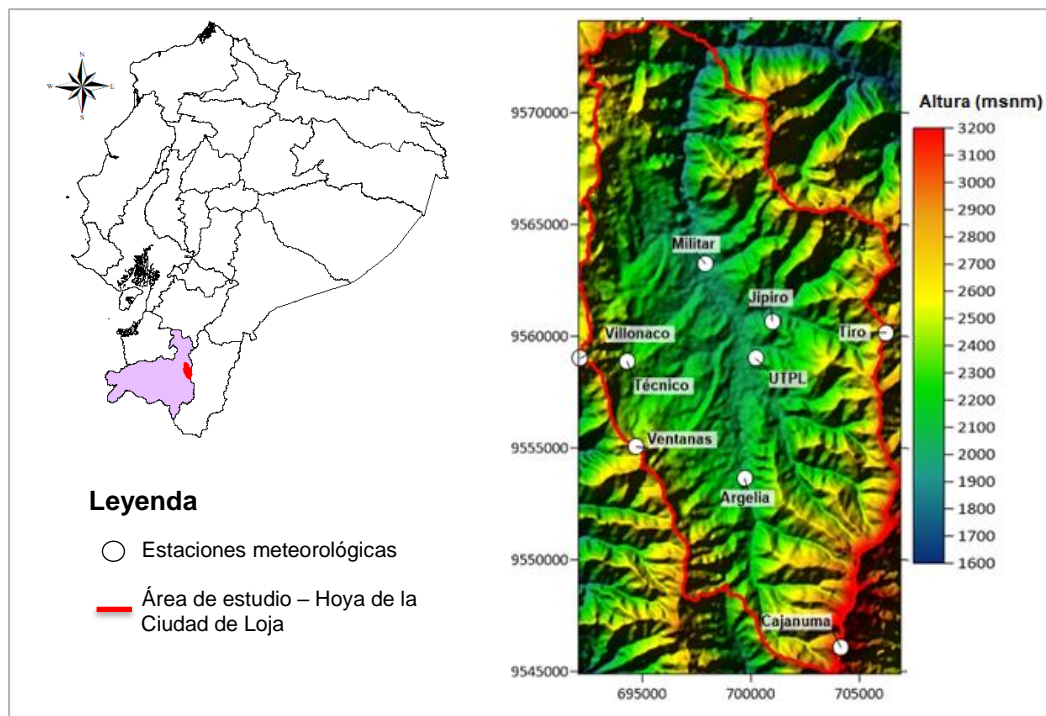 N
W
E
S
Leyenda
Estaciones meteorológicas
Área de estudio – Hoya de la
Ciudad de Loja
9570000
9565000
9560000
9555000
9550000
9545000
695000
700000
705000
Militar
Jipiro
Villonaco
Tiro
Técnico
UTPL
Ventanas
Argelia
Cajanuma
Altura (msnm)
3200
3100
3000
2900
2800
2700
2600
2500
2400
2300
2200
2100
2000
1900
1800
1700
1600